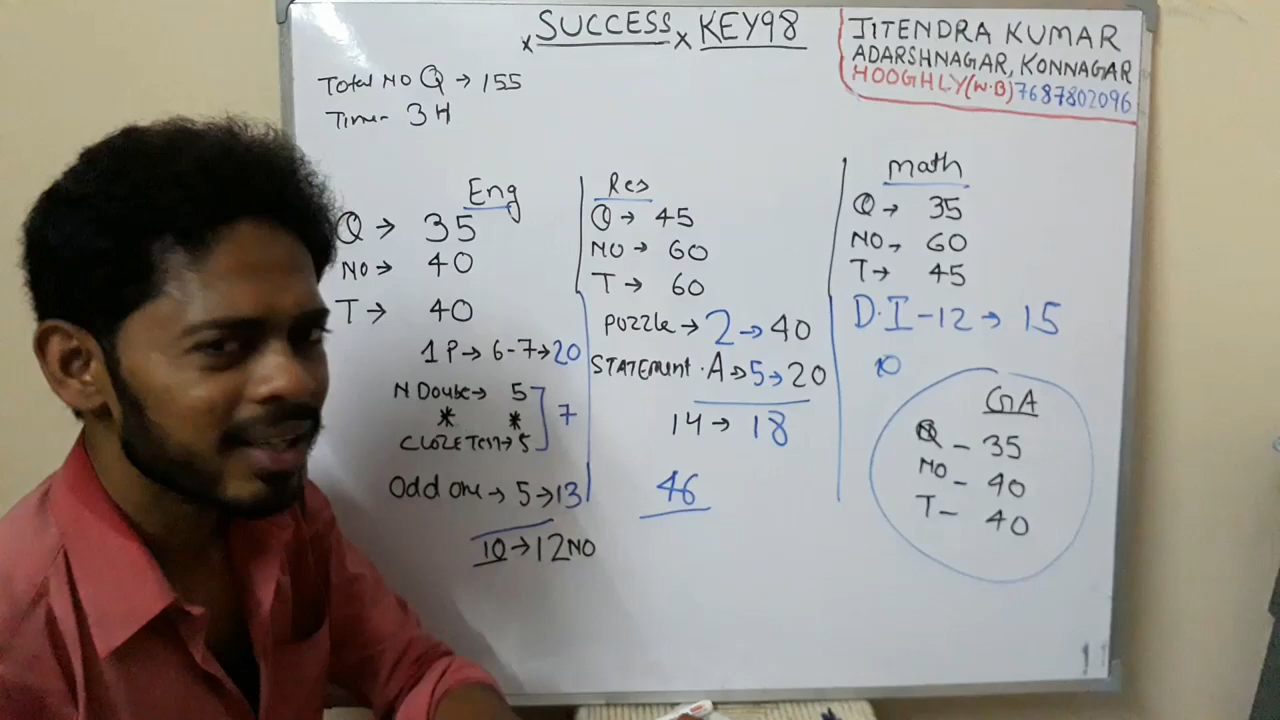 SUCCESS KEY98
JITENDRA KUMAR
ADARSHNAGAR, KONNAGAR
HOOGHLY(W.B)7687802096
Total NO Q → 155
Time- 3 H
Eng
Q → 35
NO → 40
T → 40
1 P → 6-7 → 20
N Doube → 5
* * 7
CLOZE Test → 5
Odd one → 5 → 13
10 → 12 NO
Res
Q → 45
NO → 60
T → 60
PUZZLE → 2 → 40
STATEMENT . A → 5 → 20
14 → 18
46
Math
Q → 35
NO → 60
T → 45
D.I - 12 → 15
10
GA
Q - 35
NO - 40
T - 40